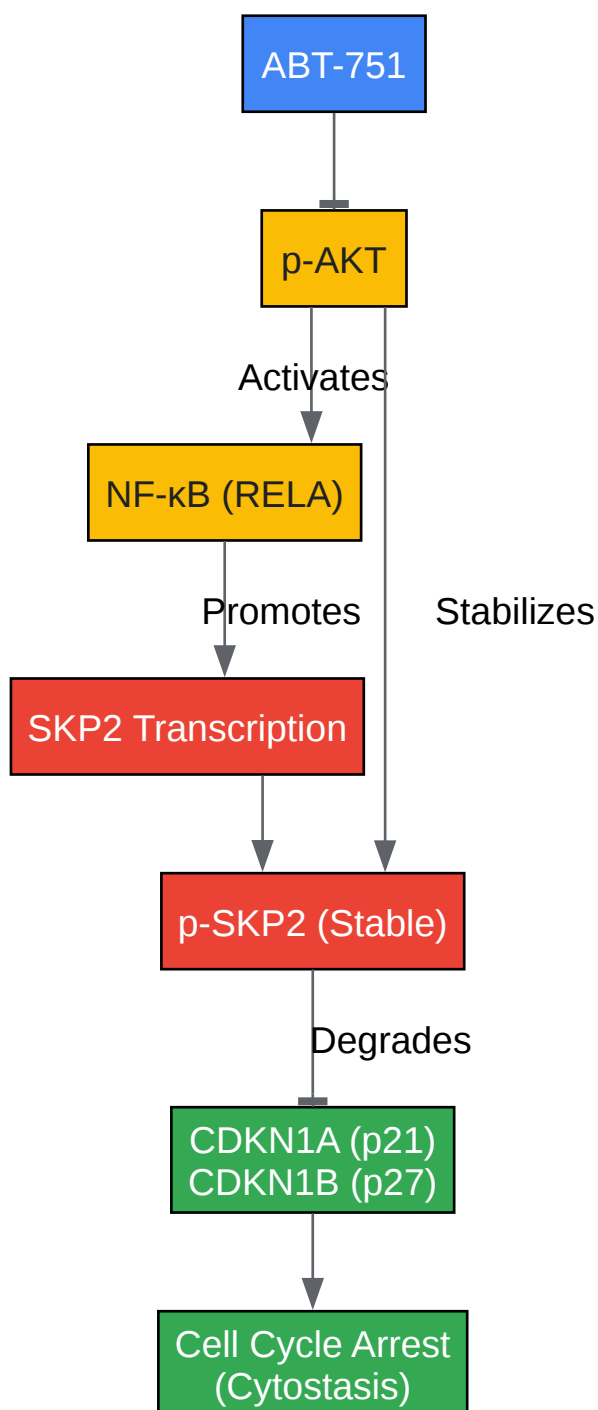 ABT-751
p-AKT
Activates
NF-κB (RELA)
Promotes
Stabilizes
SKP2 Transcription
p-SKP2 (Stable)
Degrades
CDKN1A (p21)
CDKN1B (p27)
Cell Cycle Arrest
(Cytostasis)